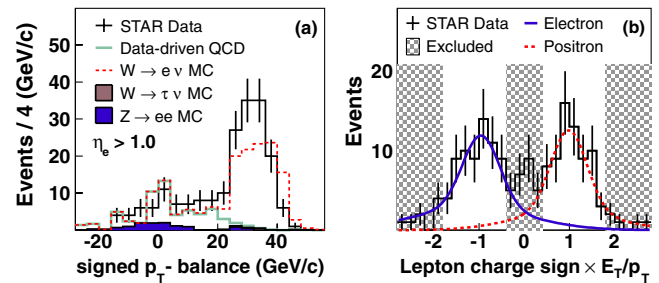 (a)
STAR Data
Data-driven QCD
W → e ν MC
W → τ ν MC
Z → ee MC
η_e > 1.0
Events / 4 (GeV/c)
50
40
30
20
10
-20 0 20 40
signed p_T - balance (GeV/c)
STAR Data Electron
Excluded Positron
(b)
Events
20
10
-2 -1 0 1 2
Lepton charge sign × E_T/p_T